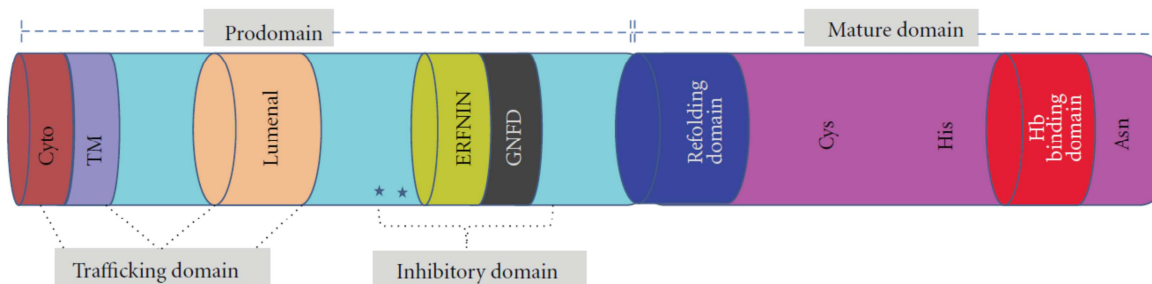 Prodomain
Mature domain
Cyto
TM
Lumenal
ERFNIN
GNFD
Refolding
domain
Cys
His
Hb
binding
domain
Asn
Trafficking domain
Inhibitory domain